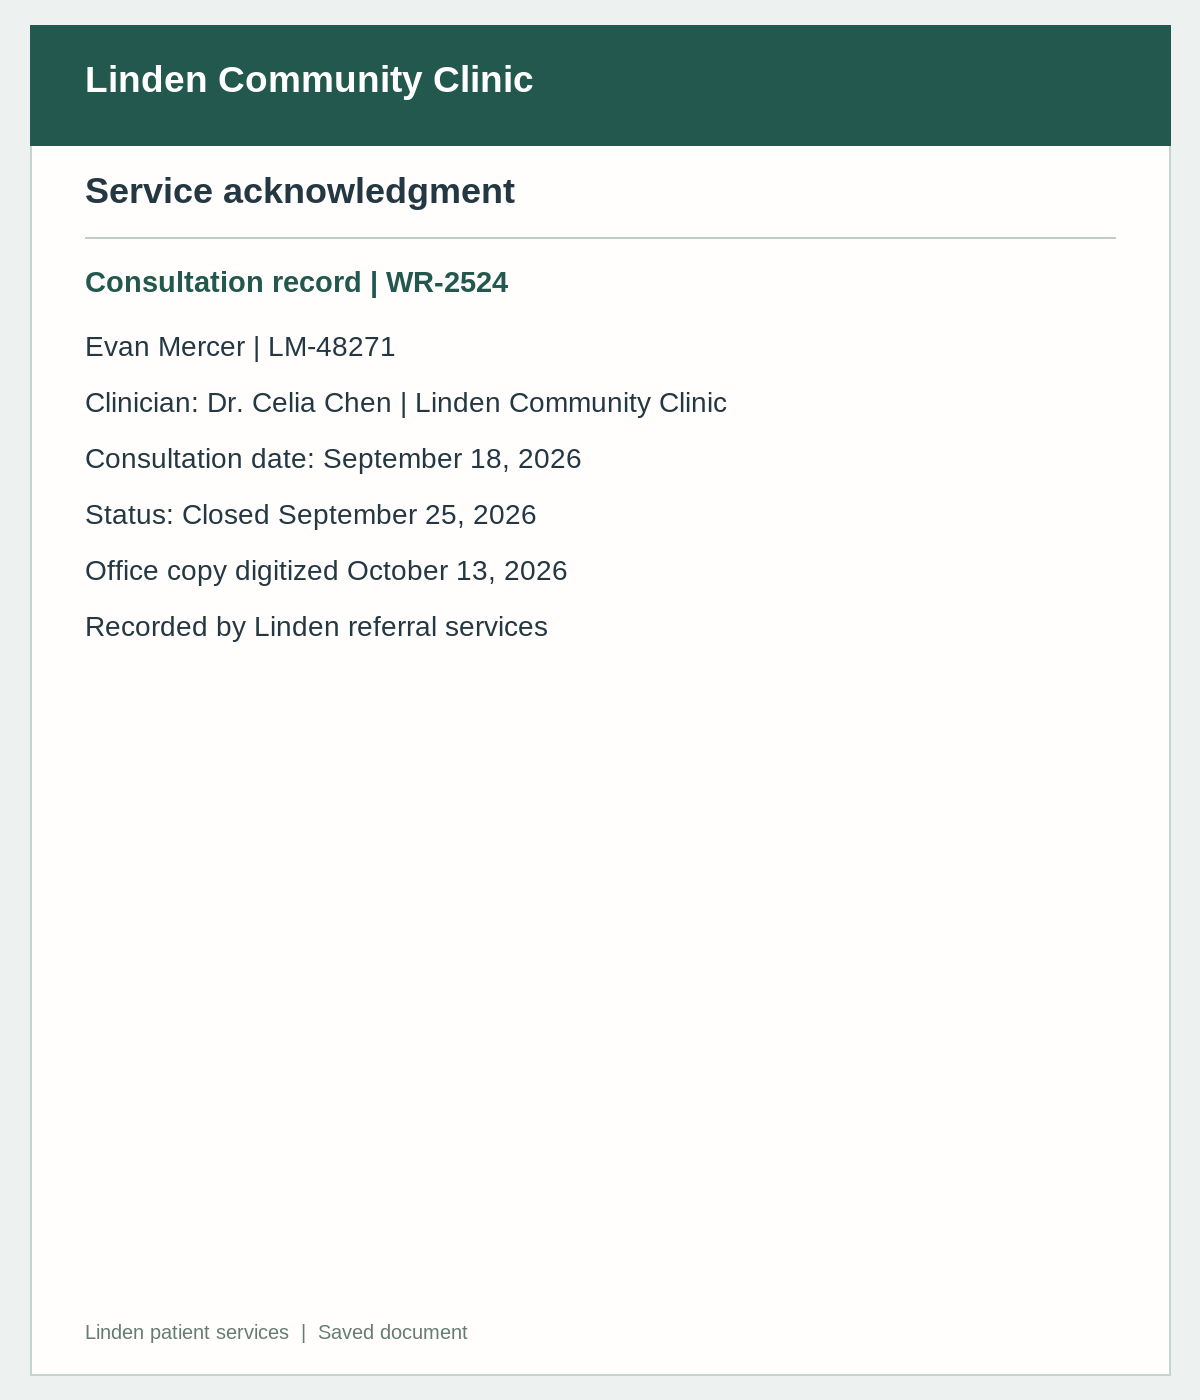 Linden Community Clinic
Service acknowledgment
Consultation record | WR-2524
Evan Mercer | LM-48271
Clinician: Dr. Celia Chen | Linden Community Clinic
Consultation date: September 18, 2026
Status: Closed September 25, 2026
Office copy digitized October 13, 2026
Recorded by Linden referral services
Linden patient services | Saved document